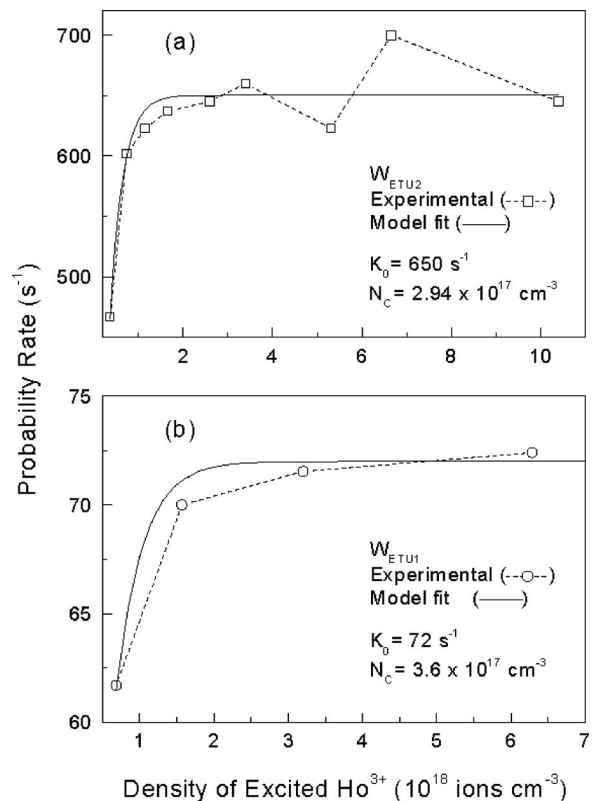 700
(a)
600
W_ETU2
Experimental (--□--)
Model fit (——)
500
K_0 = 650 s^-1
N_C = 2.94 x 10^17 cm^-3
2 4 6 8 10
Probability Rate (s^-1)
75
(b)
70
W_ETU1
Experimental (--○--)
Model fit (——)
65
K_0 = 72 s^-1
N_C = 3.6 x 10^17 cm^-3
60
1 2 3 4 5 6 7
Density of Excited Ho^3+ (10^18 ions cm^-3)